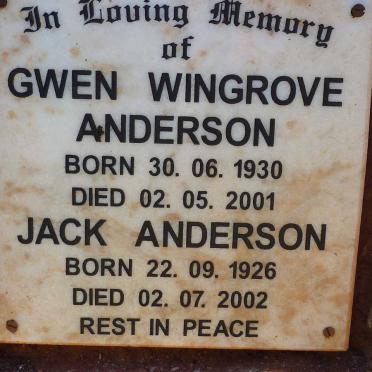 In Loving Memory
of
GWEN WINGROVE
ANDERSON
BORN 30. 06. 1930
DIED 02. 05. 2001
JACK ANDERSON
BORN 22. 09. 1926
DIED 02. 07. 2002
REST IN PEACE